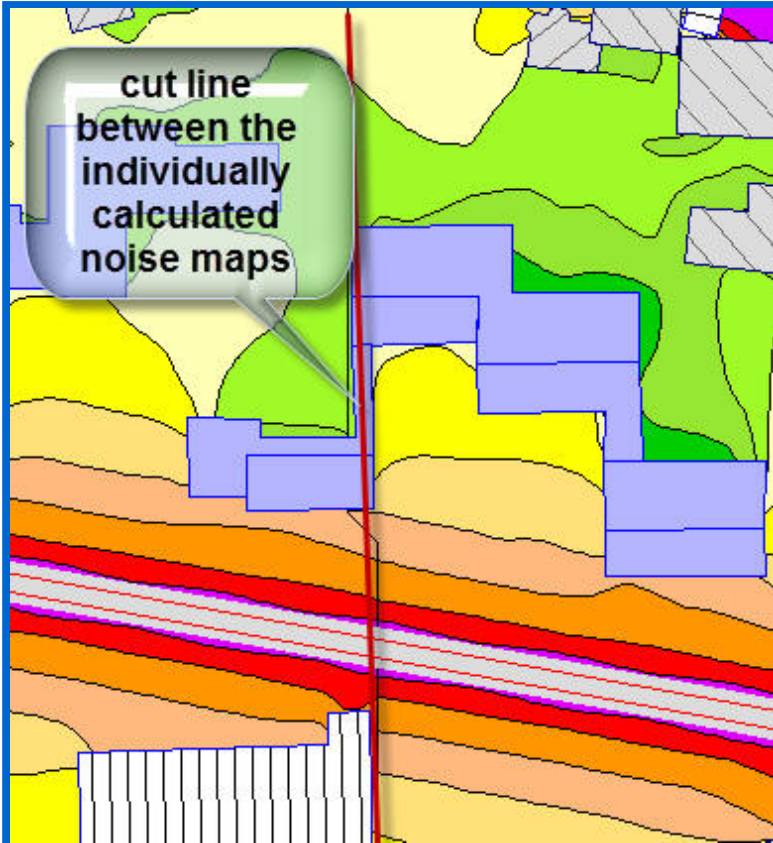 cut line
between the
individually
calculated
noise maps